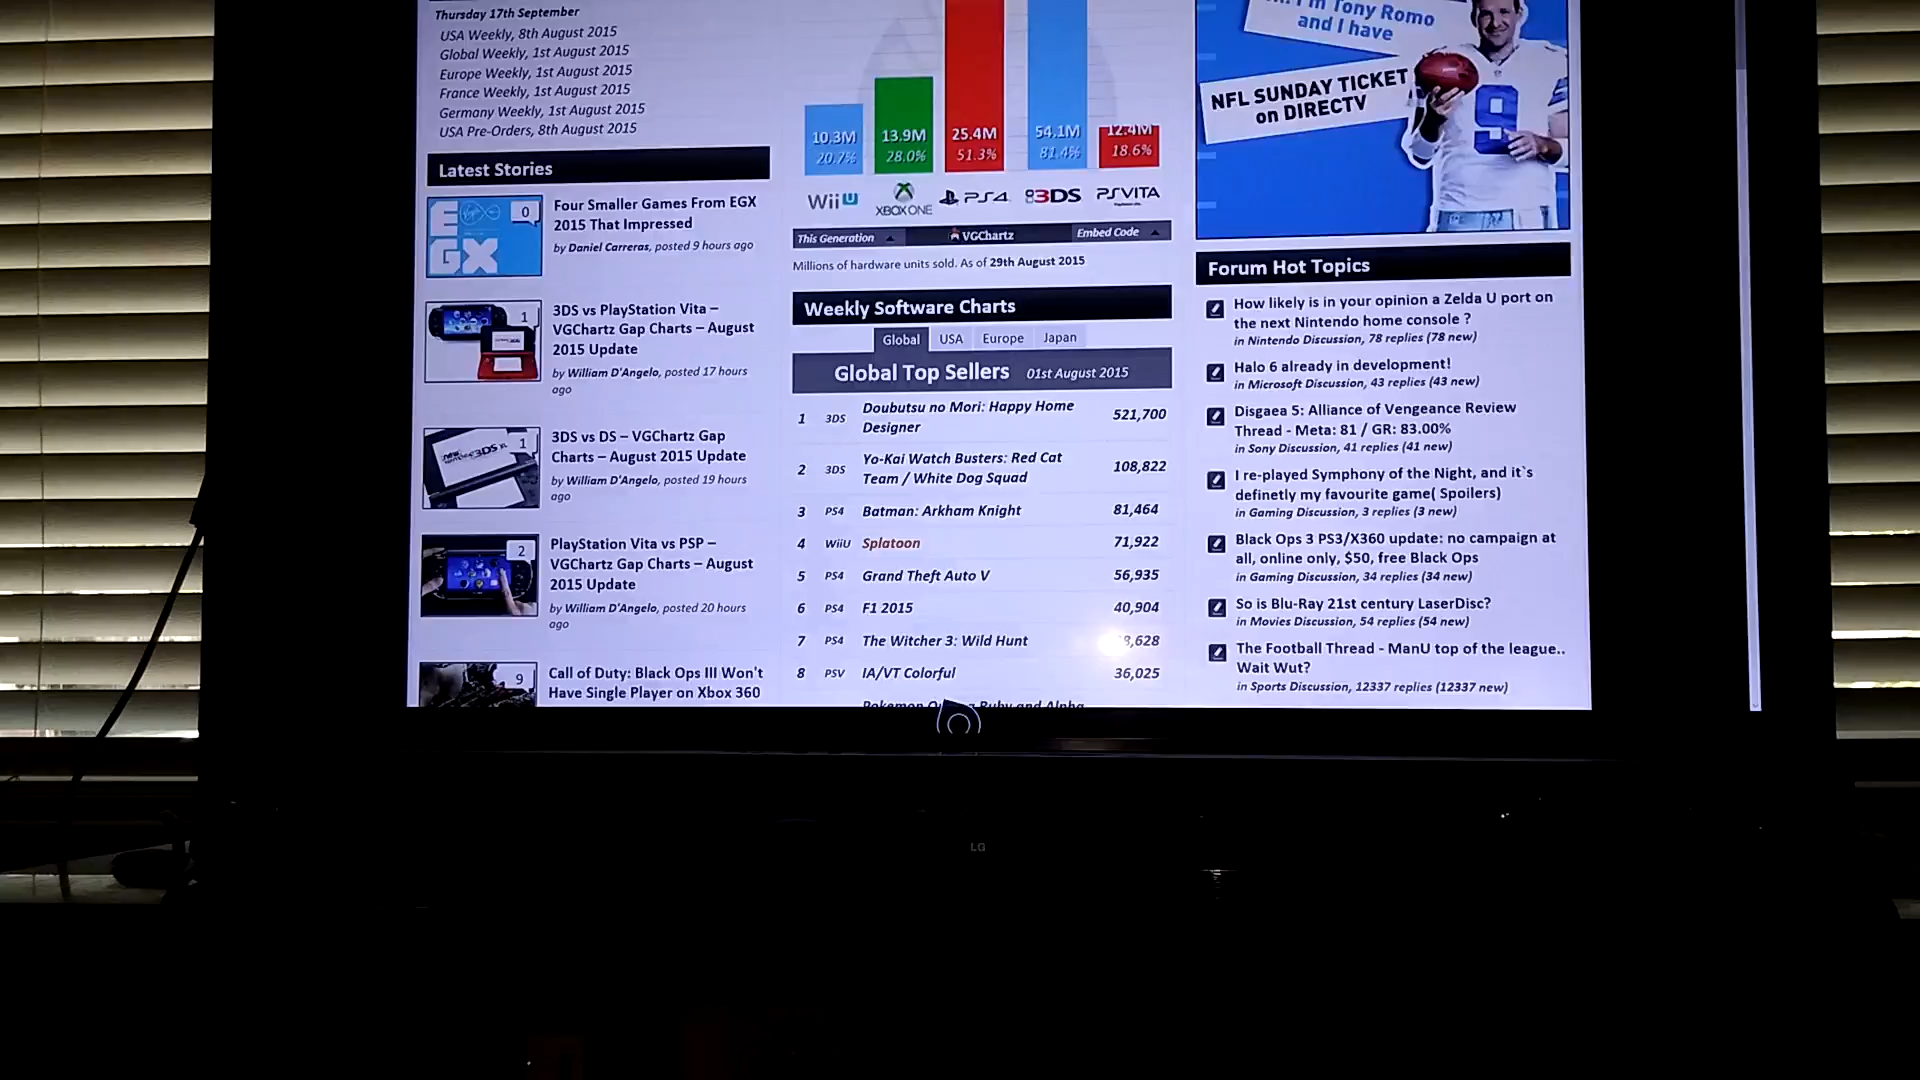 Thursday 17th September
USA Weekly, 8th August 2015
Global Weekly, 1st August 2015
Europe Weekly, 1st August 2015
France Weekly, 1st August 2015
Germany Weekly, 1st August 2015
USA Pre-Orders, 8th August 2015
Latest Stories
EGX
0
Four Smaller Games From EGX
2015 That Impressed
by Daniel Carreras, posted 9 hours ago
1
3DS vs PlayStation Vita –
VGChartz Gap Charts – August
2015 Update
by William D'Angelo, posted 17 hours
ago
1
3DS vs DS – VGChartz Gap
Charts – August 2015 Update
by William D'Angelo, posted 19 hours
ago
2
PlayStation Vita vs PSP –
VGChartz Gap Charts – August
2015 Update
by William D'Angelo, posted 20 hours
ago
9
Call of Duty: Black Ops III Won't
Have Single Player on Xbox 360
10.3M 13.9M 25.4M 54.1M 12.4M
20.7% 28.0% 51.3% 81.4% 18.6%
WiiU XBOX ONE PS4 3DS PSVITA
This Generation VGChartz Embed Code
Millions of hardware units sold. As of 29th August 2015
Weekly Software Charts
Global USA Europe Japan
Global Top Sellers 01st August 2015
1 3DS Doubutsu no Mori: Happy Home
Designer 521,700
2 3DS Yo-Kai Watch Busters: Red Cat
Team / White Dog Squad 108,822
3 PS4 Batman: Arkham Knight 81,464
4 WiiU Splatoon 71,922
5 PS4 Grand Theft Auto V 56,935
6 PS4 F1 2015 40,904
7 PS4 The Witcher 3: Wild Hunt 8,628
8 PSV IA/VT Colorful 36,025
Ruby and Alpha
I'm Tony Romo
and I have
NFL SUNDAY TICKET
on DIRECTV
9
Forum Hot Topics
How likely is in your opinion a Zelda U port on
the next Nintendo home console ?
in Nintendo Discussion, 78 replies (78 new)
Halo 6 already in development!
in Microsoft Discussion, 43 replies (43 new)
Disgaea 5: Alliance of Vengeance Review
Thread - Meta: 81 / GR: 83.00%
in Sony Discussion, 41 replies (41 new)
I re-played Symphony of the Night, and it`s
definetly my favourite game( Spoilers)
in Gaming Discussion, 3 replies (3 new)
Black Ops 3 PS3/X360 update: no campaign at
all, online only, $50, free Black Ops
in Gaming Discussion, 34 replies (34 new)
So is Blu-Ray 21st century LaserDisc?
in Movies Discussion, 54 replies (54 new)
The Football Thread - ManU top of the league..
Wait Wut?
in Sports Discussion, 12337 replies (12337 new)
LG